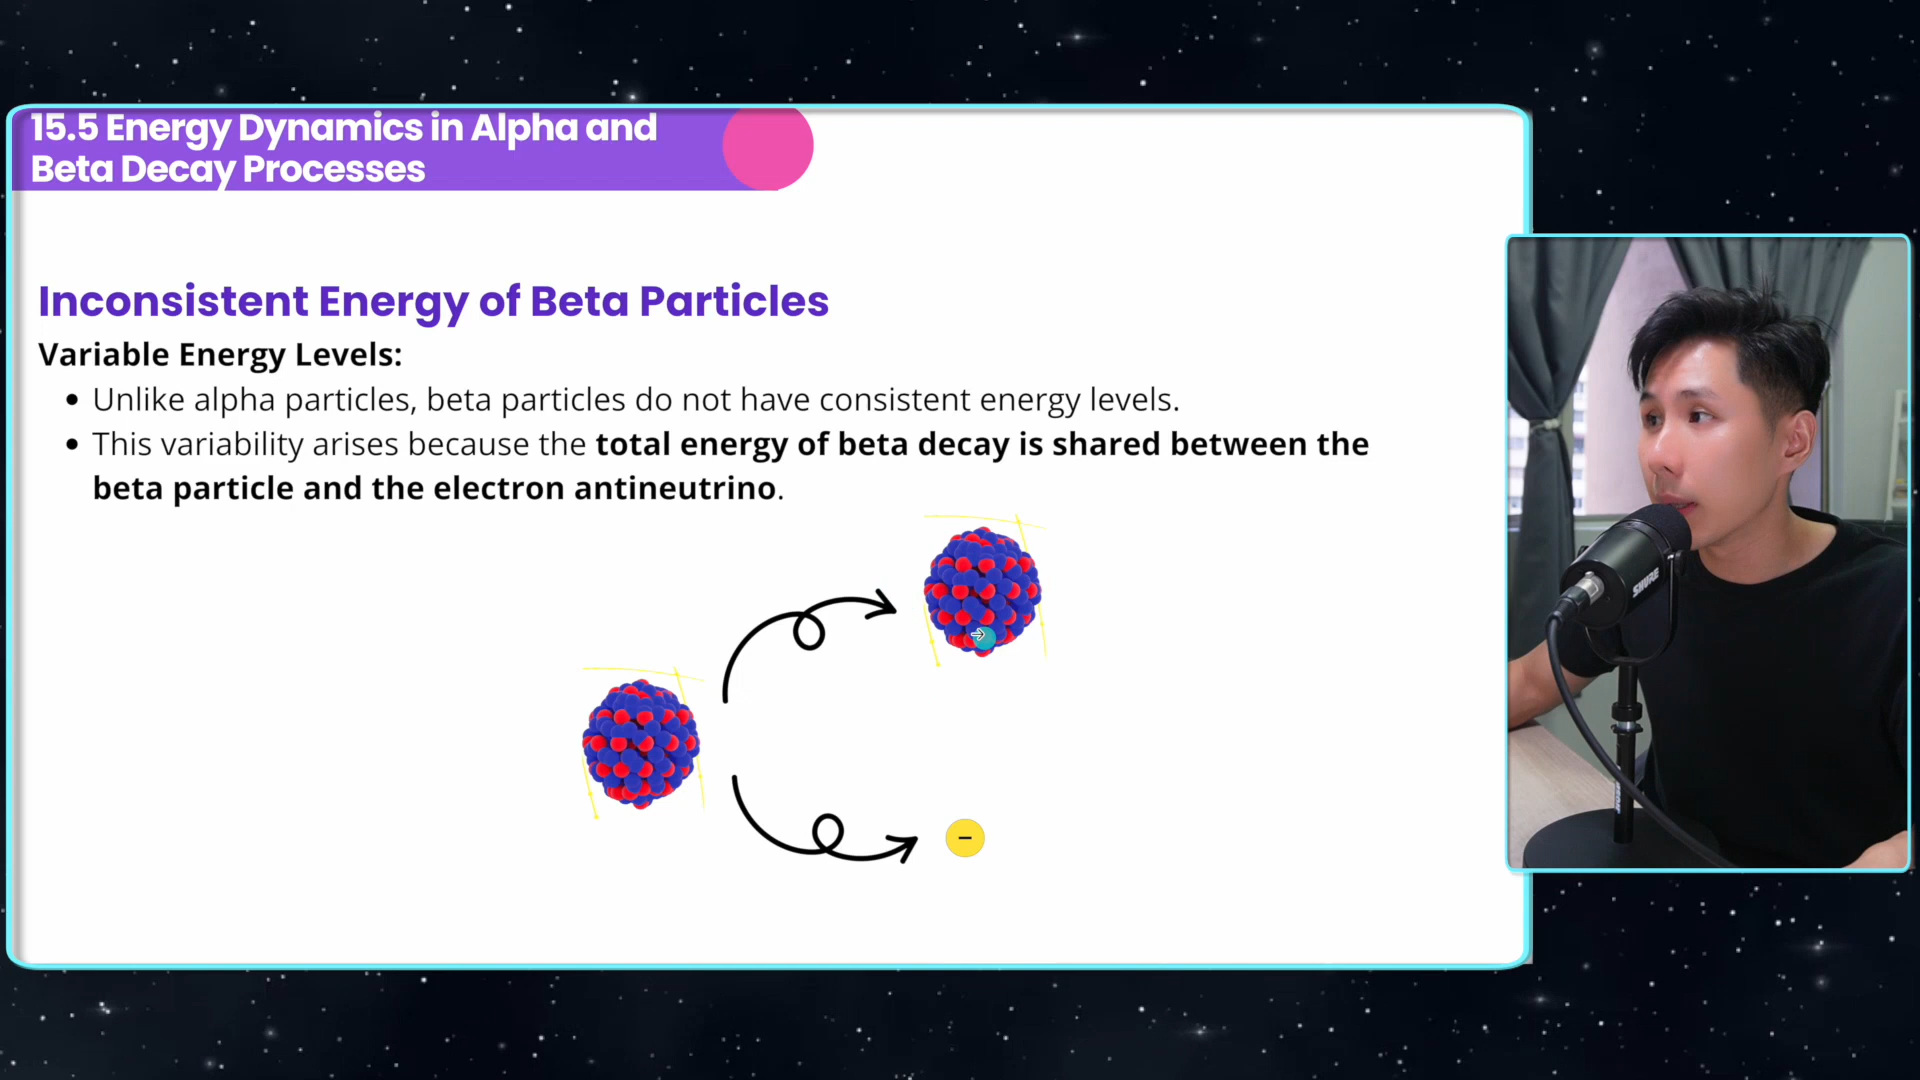 15.5 Energy Dynamics in Alpha and
Beta Decay Processes
Inconsistent Energy of Beta Particles
Variable Energy Levels:
• Unlike alpha particles, beta particles do not have consistent energy levels.
• This variability arises because the total energy of beta decay is shared between the
beta particle and the electron antineutrino.
−
SHURE